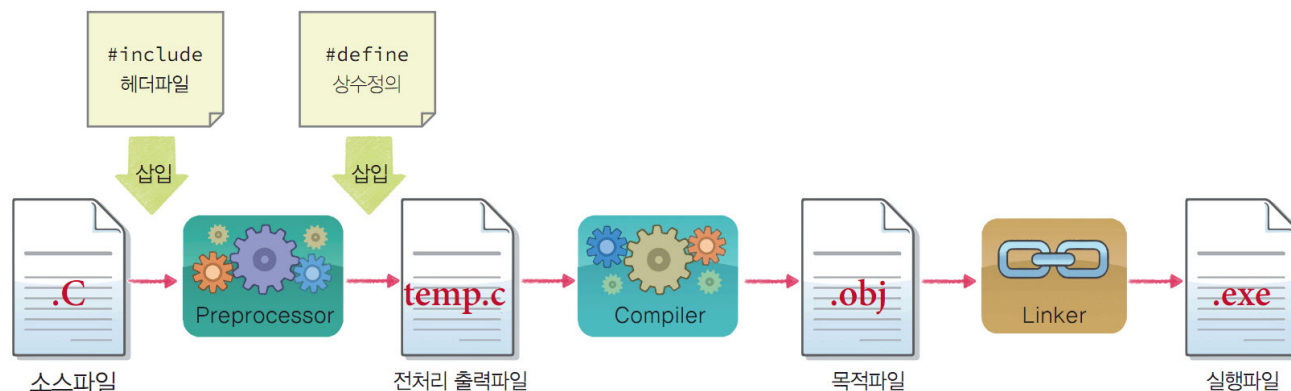 #include
헤더파일
#define
상수정의
삽입
삽입
.C
Preprocessor
temp.c
Compiler
.obj
Linker
.exe
소스파일
전처리 출력파일
목적파일
실행파일